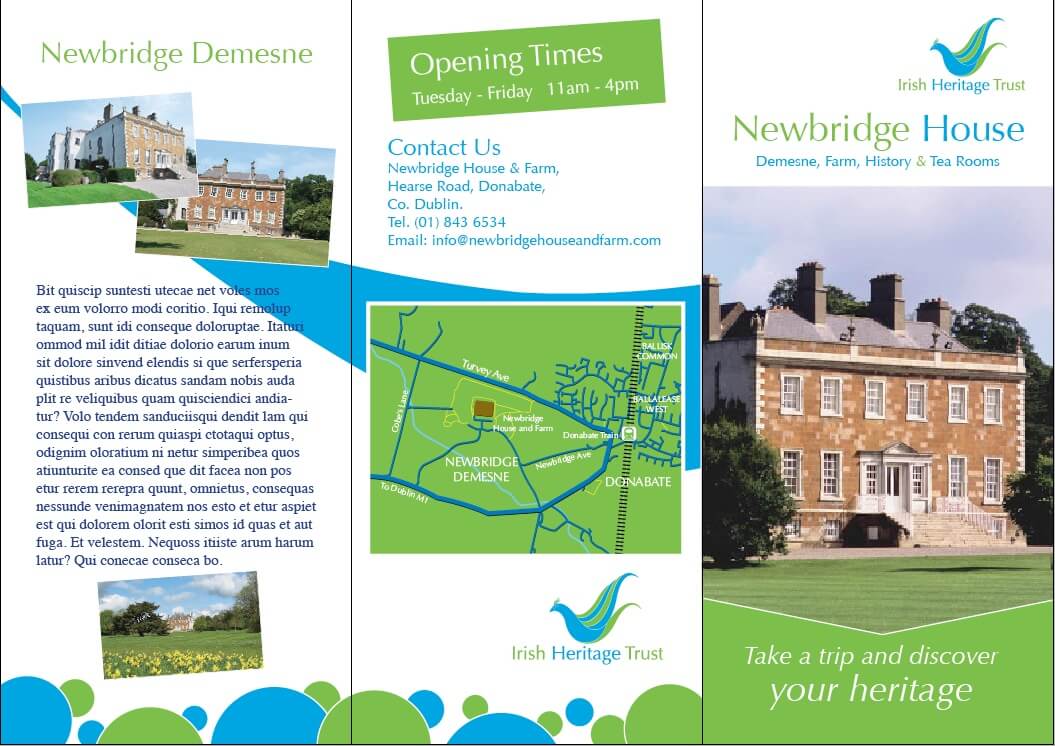 Newbridge Demesne
Bit quiscip suntesti utecae net voles mos
ex eum volorro modi coritio. Iqui remolup
taquam, sunt idi conseque doloruptae. Itaturi
ommod mil idit ditiae dolorio earum inum
sit dolore sinvend elendis si que serfersperia
quistibus aribus dicatus sandam nobis auda
plit re veliquibus quam quisciendici andia-
tur? Volo tendem sanduciisqui dendit lam qui
consequi con rerum quiaspi ctotaqui optus,
odignim oloratium ni netur simperibea quos
atiunturite ea consed que dit facea non pos
etur rerem rerepra quunt, omnietus, consequas
nessunde venimagnatem nos esto et etur aspiet
est qui dolorem olorit esti simos id quas et aut
fuga. Et velestem. Nequoss itiiste arum harum
latur? Qui conecae conseca bo.
Opening Times
Tuesday - Friday 11am - 4pm
Contact Us
Newbridge House & Farm,
Hearse Road, Donabate,
Co. Dublin.
Tel. (01) 843 6534
Email: info@newbridgehouseandfarm.com
BALLISK
COMMON
Turvey Ave
Cobe's Lane
BALLALEASE
WEST
Newbridge
House and Farm
Donabate Train
NEWBRIDGE
DEMESNE
Newbridge Ave
DONABATE
To Dublin M1
Irish Heritage Trust
Irish Heritage Trust
Newbridge House
Demesne, Farm, History & Tea Rooms
Take a trip and discover
your heritage